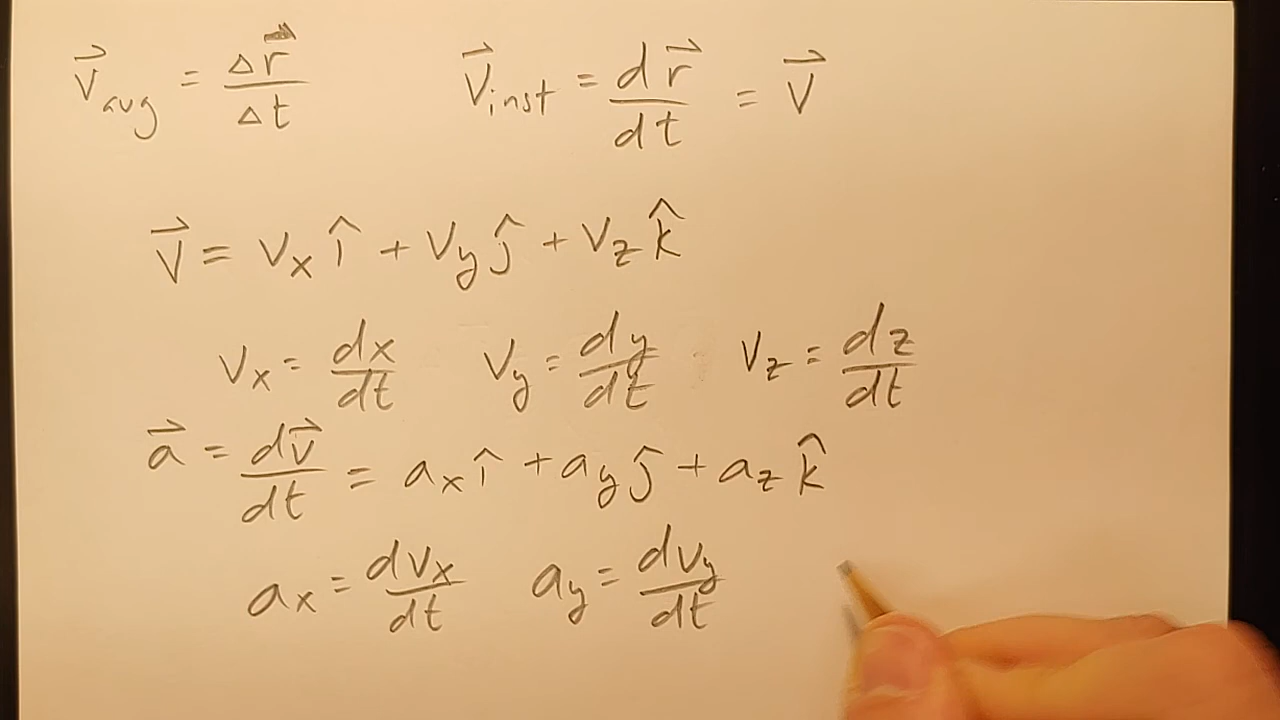 v⃗avg = Δr⃗/Δt   v⃗inst = dr⃗/dt = v⃗
v⃗ = vx î + vy ĵ + vz k̂
vx = dx/dt   vy = dy/dt   vz = dz/dt
a⃗ = dv⃗/dt = ax î + ay ĵ + az k̂
ax = dvx/dt   ay = dvy/dt